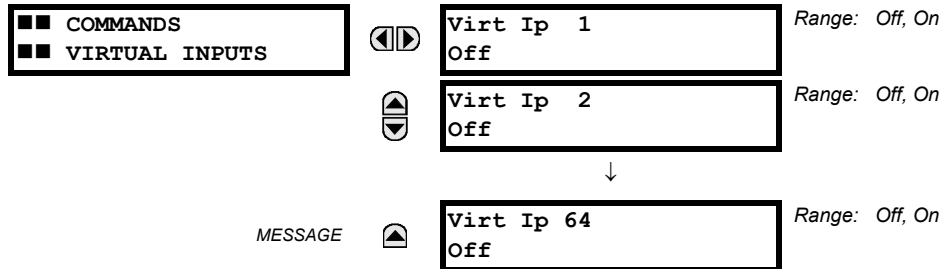 ■■ COMMANDS
■■ VIRTUAL INPUTS
Virt Ip  1
Off
Range: Off, On
Virt Ip  2
Off
Range: Off, On
↓
MESSAGE
Virt Ip 64
Off
Range: Off, On